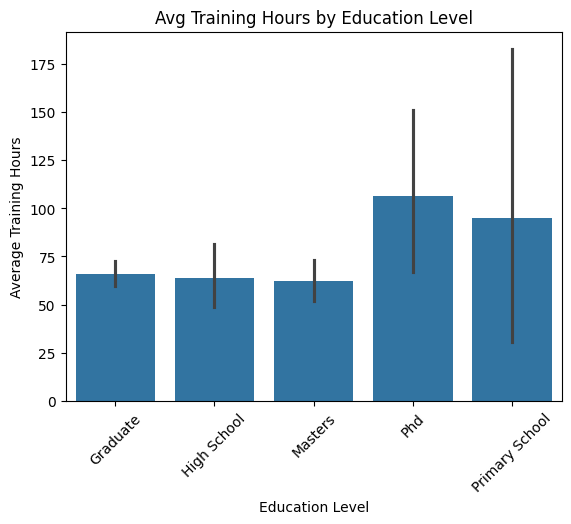 Avg Training Hours by Education Level
Average Training Hours
175
150
125
100
75
50
25
0
Graduate
High School
Masters
Phd
Primary School
Education Level